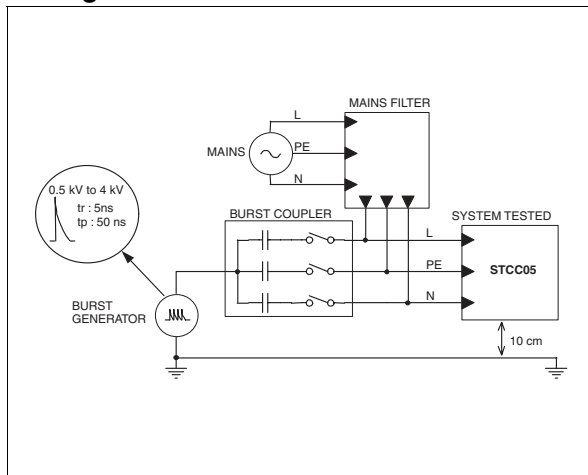 MAINS FILTER
L
MAINS
PE
N
0.5 kV to 4 kV
tr : 5ns
tp : 50 ns
BURST COUPLER
SYSTEM TESTED
L
PE
STCC05
N
BURST
GENERATOR
10 cm